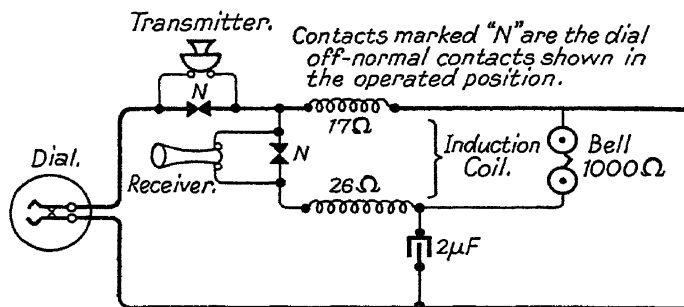 Transmitter.
Contacts marked "N" are the dial
off-normal contacts shown in
the operated position.
N
17Ω
Dial.
N
Receiver.
26Ω
Induction
Coil.
Bell
1000Ω
2μF